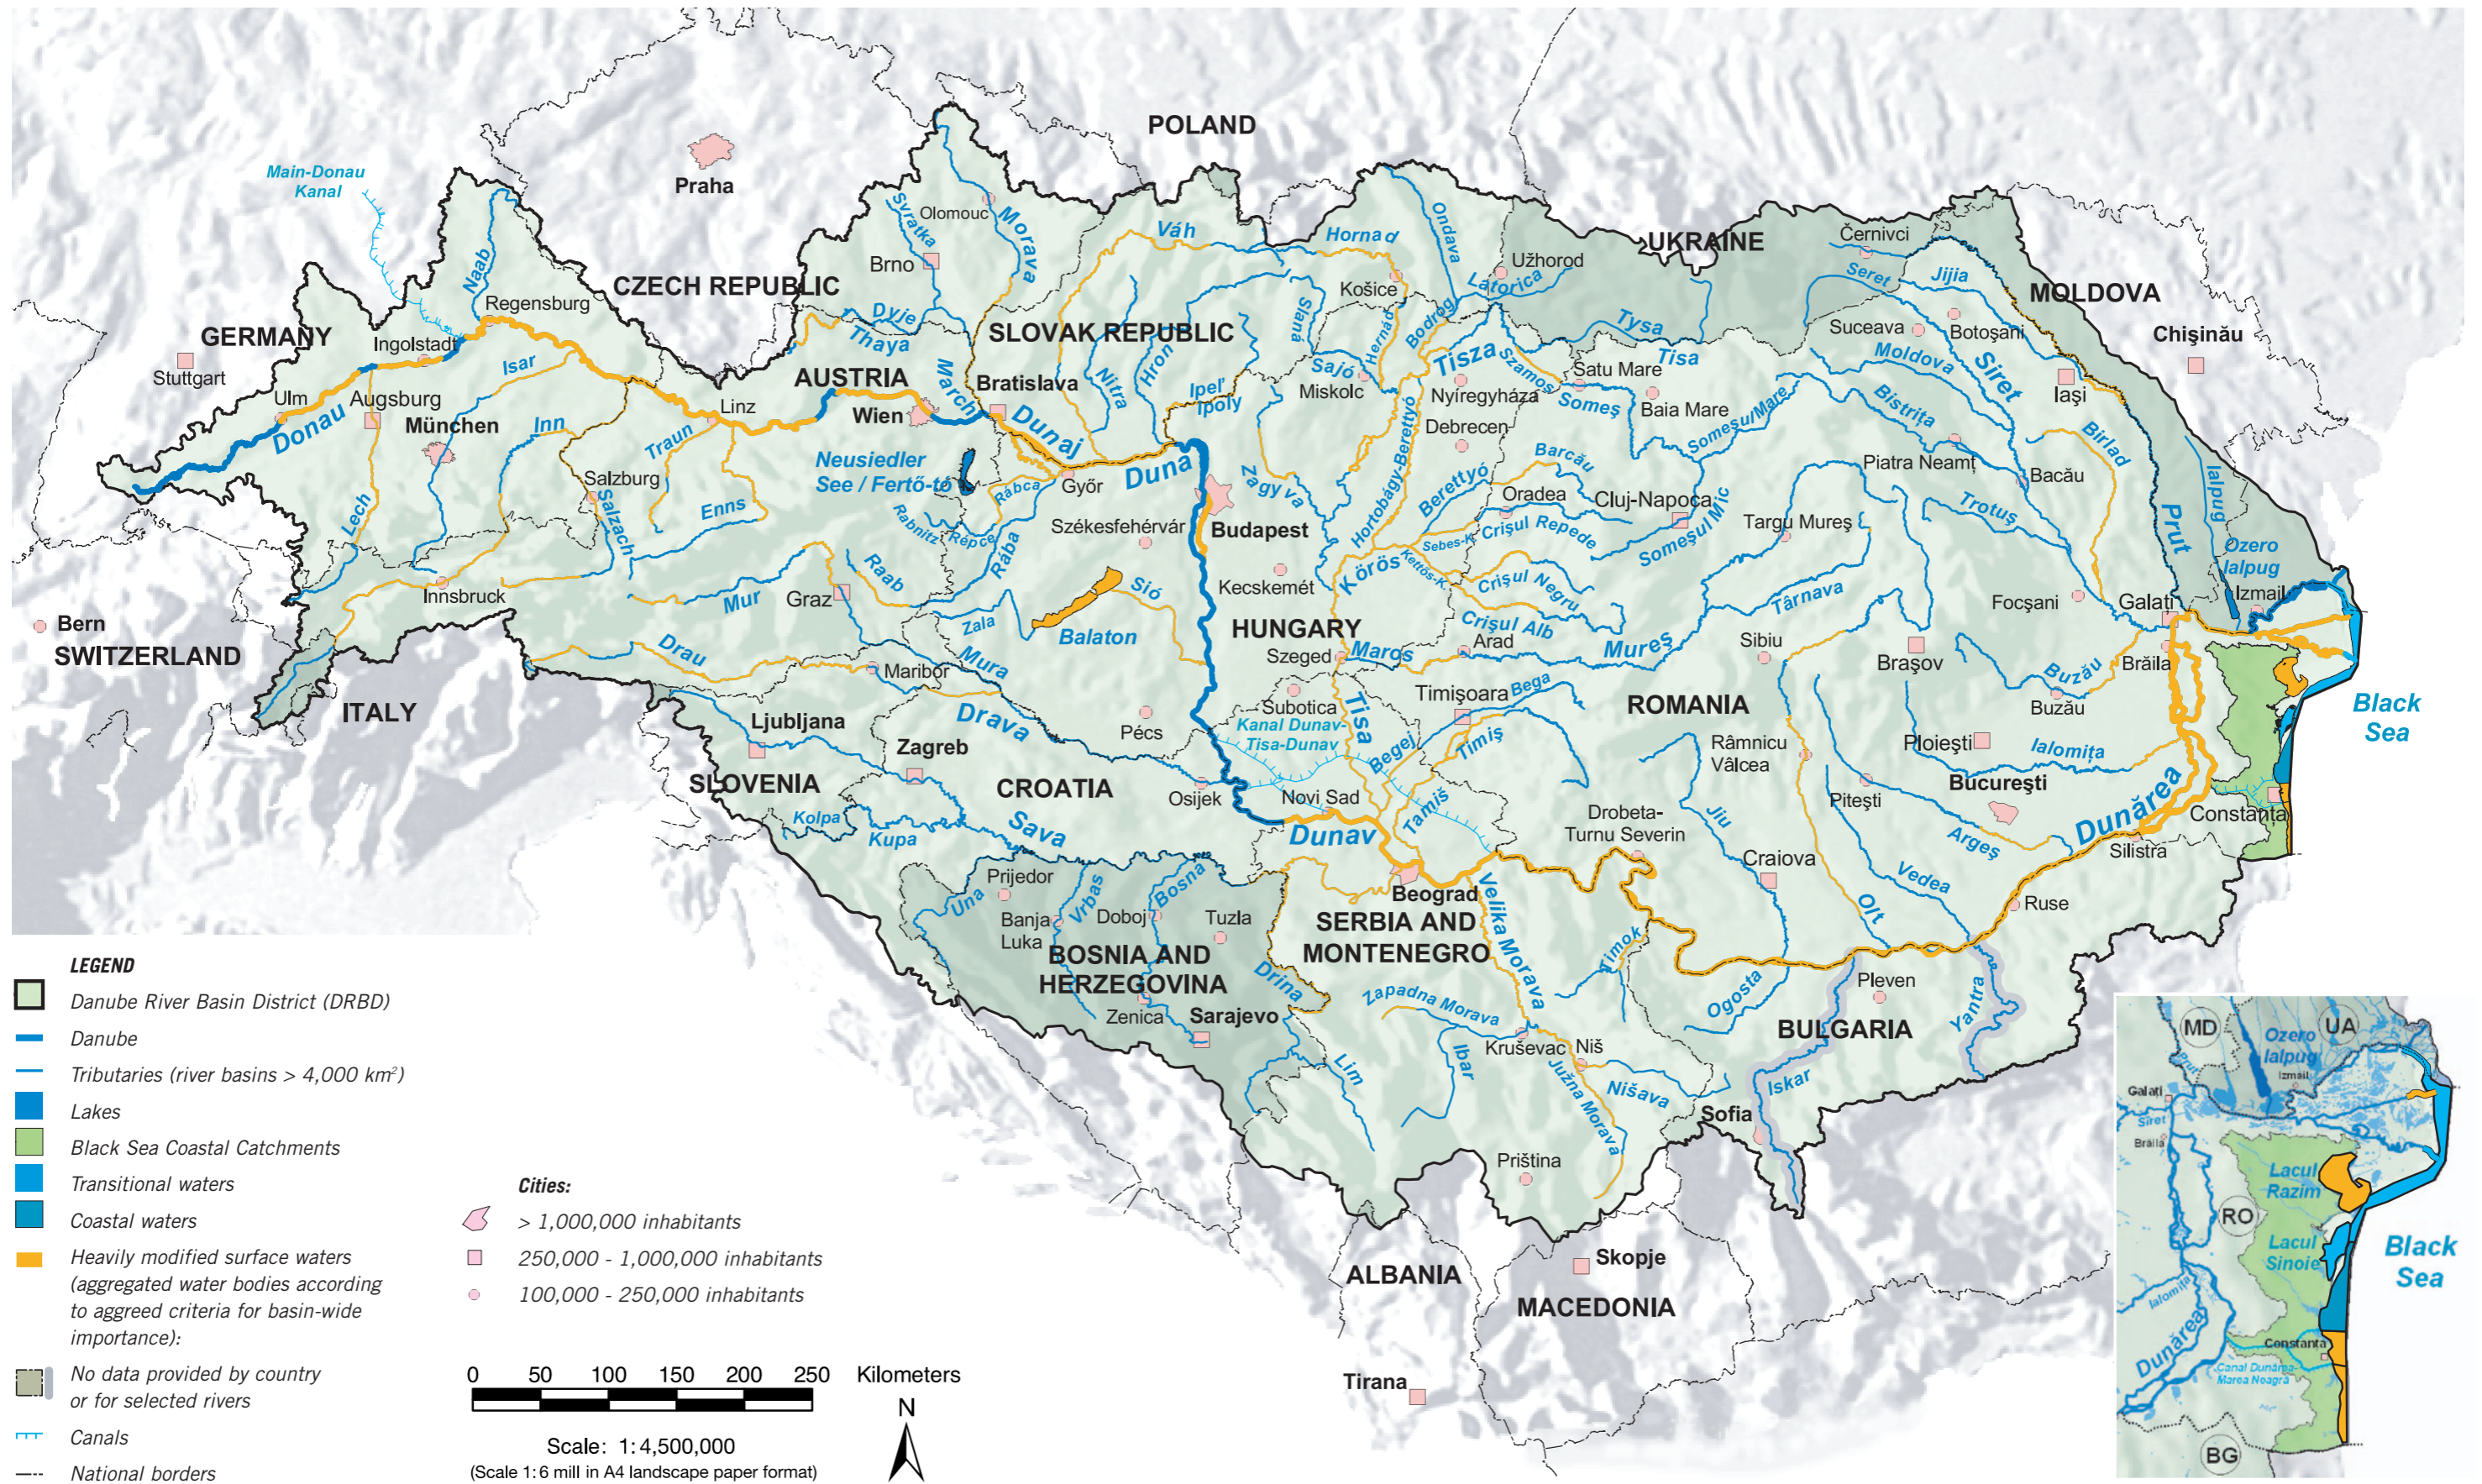 POLAND
Main-Donau
Kanal
Praha
Olomouc
Svratka
Morava
Váh
Hornad
Ondava
UKRAINE
Černivci
Naab
Brno
Užhorod
Latorica
Seret
Jijia
CZECH REPUBLIC
Regensburg
Košice
MOLDOVA
GERMANY
Ingolstadt
Dyje
Thaya
SLOVAK REPUBLIC
Slaná
Hernád
Bodrog
Tysa
Suceava
Botoşani
Chişinău
Stuttgart
Isar
March
Nitra
Hron
Sajó
Tisza
Szamos
Tisa
Moldova
Siret
AUSTRIA
Bratislava
Ipeľ
Ipoly
Miskolc
Nyíregyháza
Satu Mare
Iaşi
Ulm
Augsburg
Linz
Wien
Someş
Baia Mare
Bistriţa
Donau
München
Inn
Traun
Dunaj
Debrecen
Someşul Mare
Birlad
Neusiedler
See / Fertő-tó
Duna
Zagyva
Hortobágy-Berettyó
Barcău
Piatra Neamţ
Bacău
Ialpug
Salzburg
Salzach
Enns
Rábca
Győr
Berettyó
Oradea
Cluj-Napoca
Trotuş
Prut
Lech
Rabnitz
Répce
Székesfehérvár
Budapest
Sebes-K.
Crişul Repede
Someşul Mic
Targu Mureş
Ozero
Ialpug
Innsbruck
Mur
Graz
Raab
Rába
Kecskemét
Körös
Kettős-K.
Crişul Negru
Târnava
Focşani
Galaţi
Izmail
Bern
SWITZERLAND
Zala
Sió
Balaton
HUNGARY
Szeged
Maros
Crişul Alb
Arad
Mureş
Sibiu
Braşov
Buzău
Brăila
Drau
Maribor
Mura
Timişoara
Bega
ROMANIA
Buzău
ITALY
Ljubljana
Zagreb
Drava
Pécs
Subotica
Kanal Dunav-
Tisa-Dunav
Tisa
Begej
Timiş
Râmnicu
Vâlcea
Ploieşti
Ialomiţa
Black
Sea
SLOVENIA
CROATIA
Osijek
Novi Sad
Tamiš
Drobeta-
Turnu Severin
Jiu
Piteşti
Bucureşti
Dunărea
Constanţa
Kolpa
Kupa
Sava
Dunav
Argeş
Silistra
Craiova
Vedea
Prijedor
Una
Vrbas
Bosna
Banja
Luka
Doboj
Tuzla
Beograd
SERBIA AND
MONTENEGRO
Velika Morava
Olt
Ruse
BOSNIA AND
HERZEGOVINA
Drina
Timok
Zapadna Morava
Ogosta
Pleven
Yantra
Zenica
Sarajevo
Lim
Ibar
Kruševac
Niš
BULGARIA
Južna Morava
Nišava
Iskar
Sofia
Priština
ALBANIA
Skopje
MACEDONIA
Tirana
LEGEND
Danube River Basin District (DRBD)
Danube
Tributaries (river basins > 4,000 km²)
Lakes
Black Sea Coastal Catchments
Transitional waters
Coastal waters
Heavily modified surface waters
(aggregated water bodies according
to aggreed criteria for basin-wide
importance):
No data provided by country
or for selected rivers
Canals
National borders
Cities:
> 1,000,000 inhabitants
250,000 - 1,000,000 inhabitants
100,000 - 250,000 inhabitants
0 50 100 150 200 250 Kilometers
N
Scale: 1:4,500,000
(Scale 1:6 mill in A4 landscape paper format)
MD
Ozero
Ialpug
UA
Prut
Izmail
Galaţi
Siret
Brăila
Lacul
Razim
RO
Lacul
Sinoie
Black
Sea
Ialomiţa
Dunărea
Constanţa
Canal Dunărea-
Marea Neagră
BG